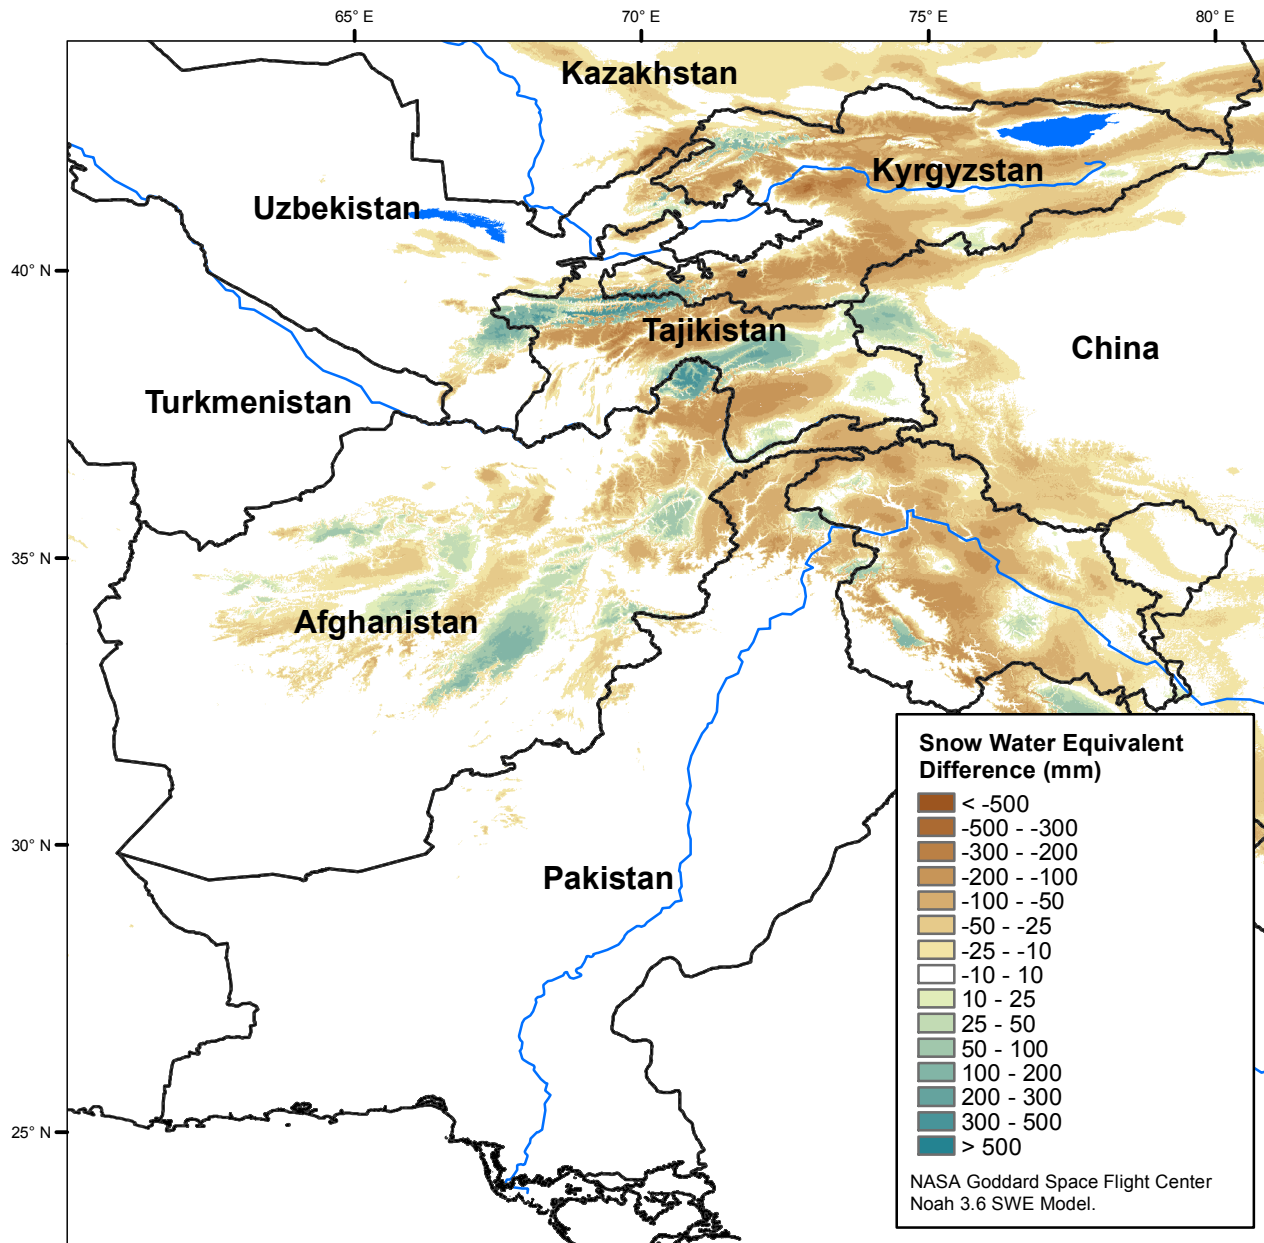 65° E
70° E
75° E
80° E
Kazakhstan
Kyrgyzstan
Uzbekistan
40° N
Tajikistan
China
Turkmenistan
35° N
Afghanistan
30° N
Pakistan
25° N
Snow Water Equivalent
Difference (mm)
< -500
-500 - -300
-300 - -200
-200 - -100
-100 - -50
-50 - -25
-25 - -10
-10 - 10
10 - 25
25 - 50
50 - 100
100 - 200
200 - 300
300 - 500
> 500
NASA Goddard Space Flight Center
Noah 3.6 SWE Model.